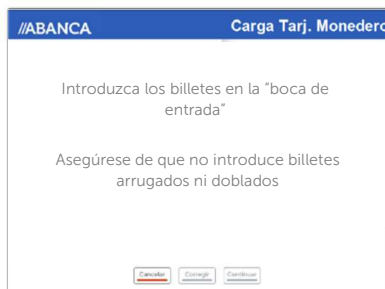 //ABANCA
Carga Tarj. Monedero
Introduzca los billetes en la "boca de
entrada"
Asegúrese de que no introduce billetes
arrugados ni doblados
Cancelar
Corregir
Continuar